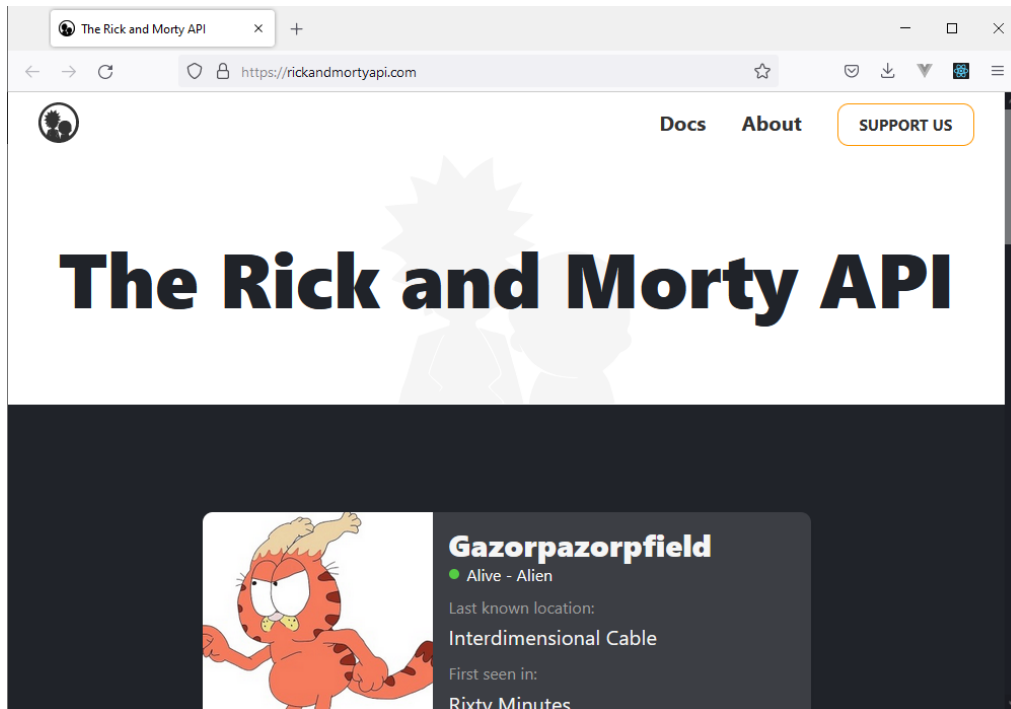 The Rick and Morty API
https://rickandmortyapi.com
Docs About SUPPORT US
The Rick and Morty API
Gazorpazorpfield
Alive - Alien
Last known location:
Interdimensional Cable
First seen in:
Rixty Minutes